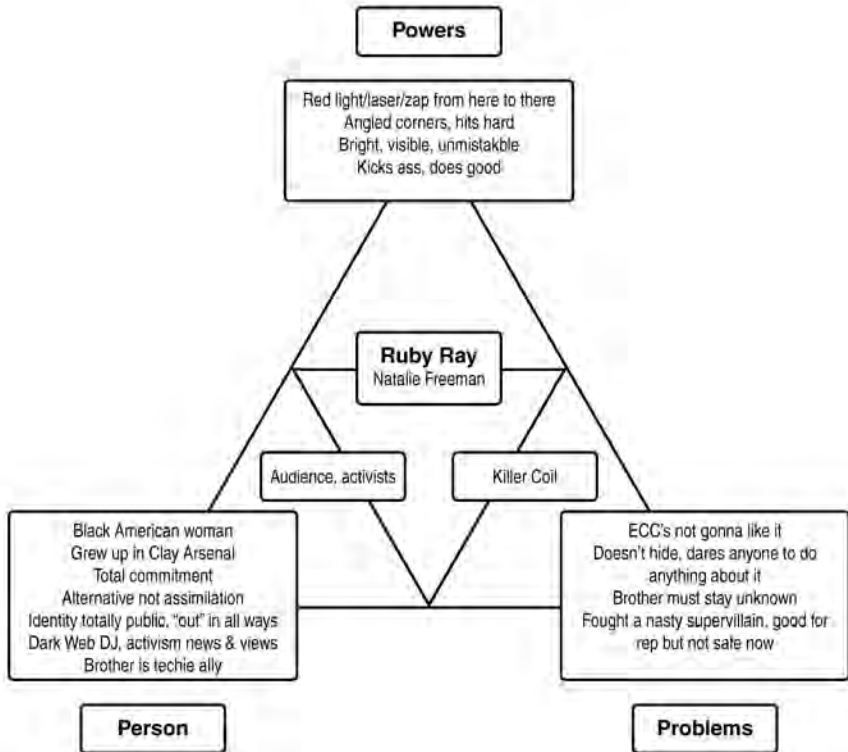 Powers
Red light/laser/zap from here to there
Angled corners, hits hard
Bright, visible, unmistakble
Kicks ass, does good
Ruby Ray
Natalie Freeman
Audience, activists
Killer Coil
Black American woman
Grew up in Clay Arsenal
Total commitment
Alternative not assimilation
Identity totally public, "out" in all ways
Dark Web DJ, activism news & views
Brother is techie ally
ECC's not gonna like it
Doesn't hide, dares anyone to do
anything about it
Brother must stay unknown
Fought a nasty supervillain, good for
rep but not safe now
Person
Problems